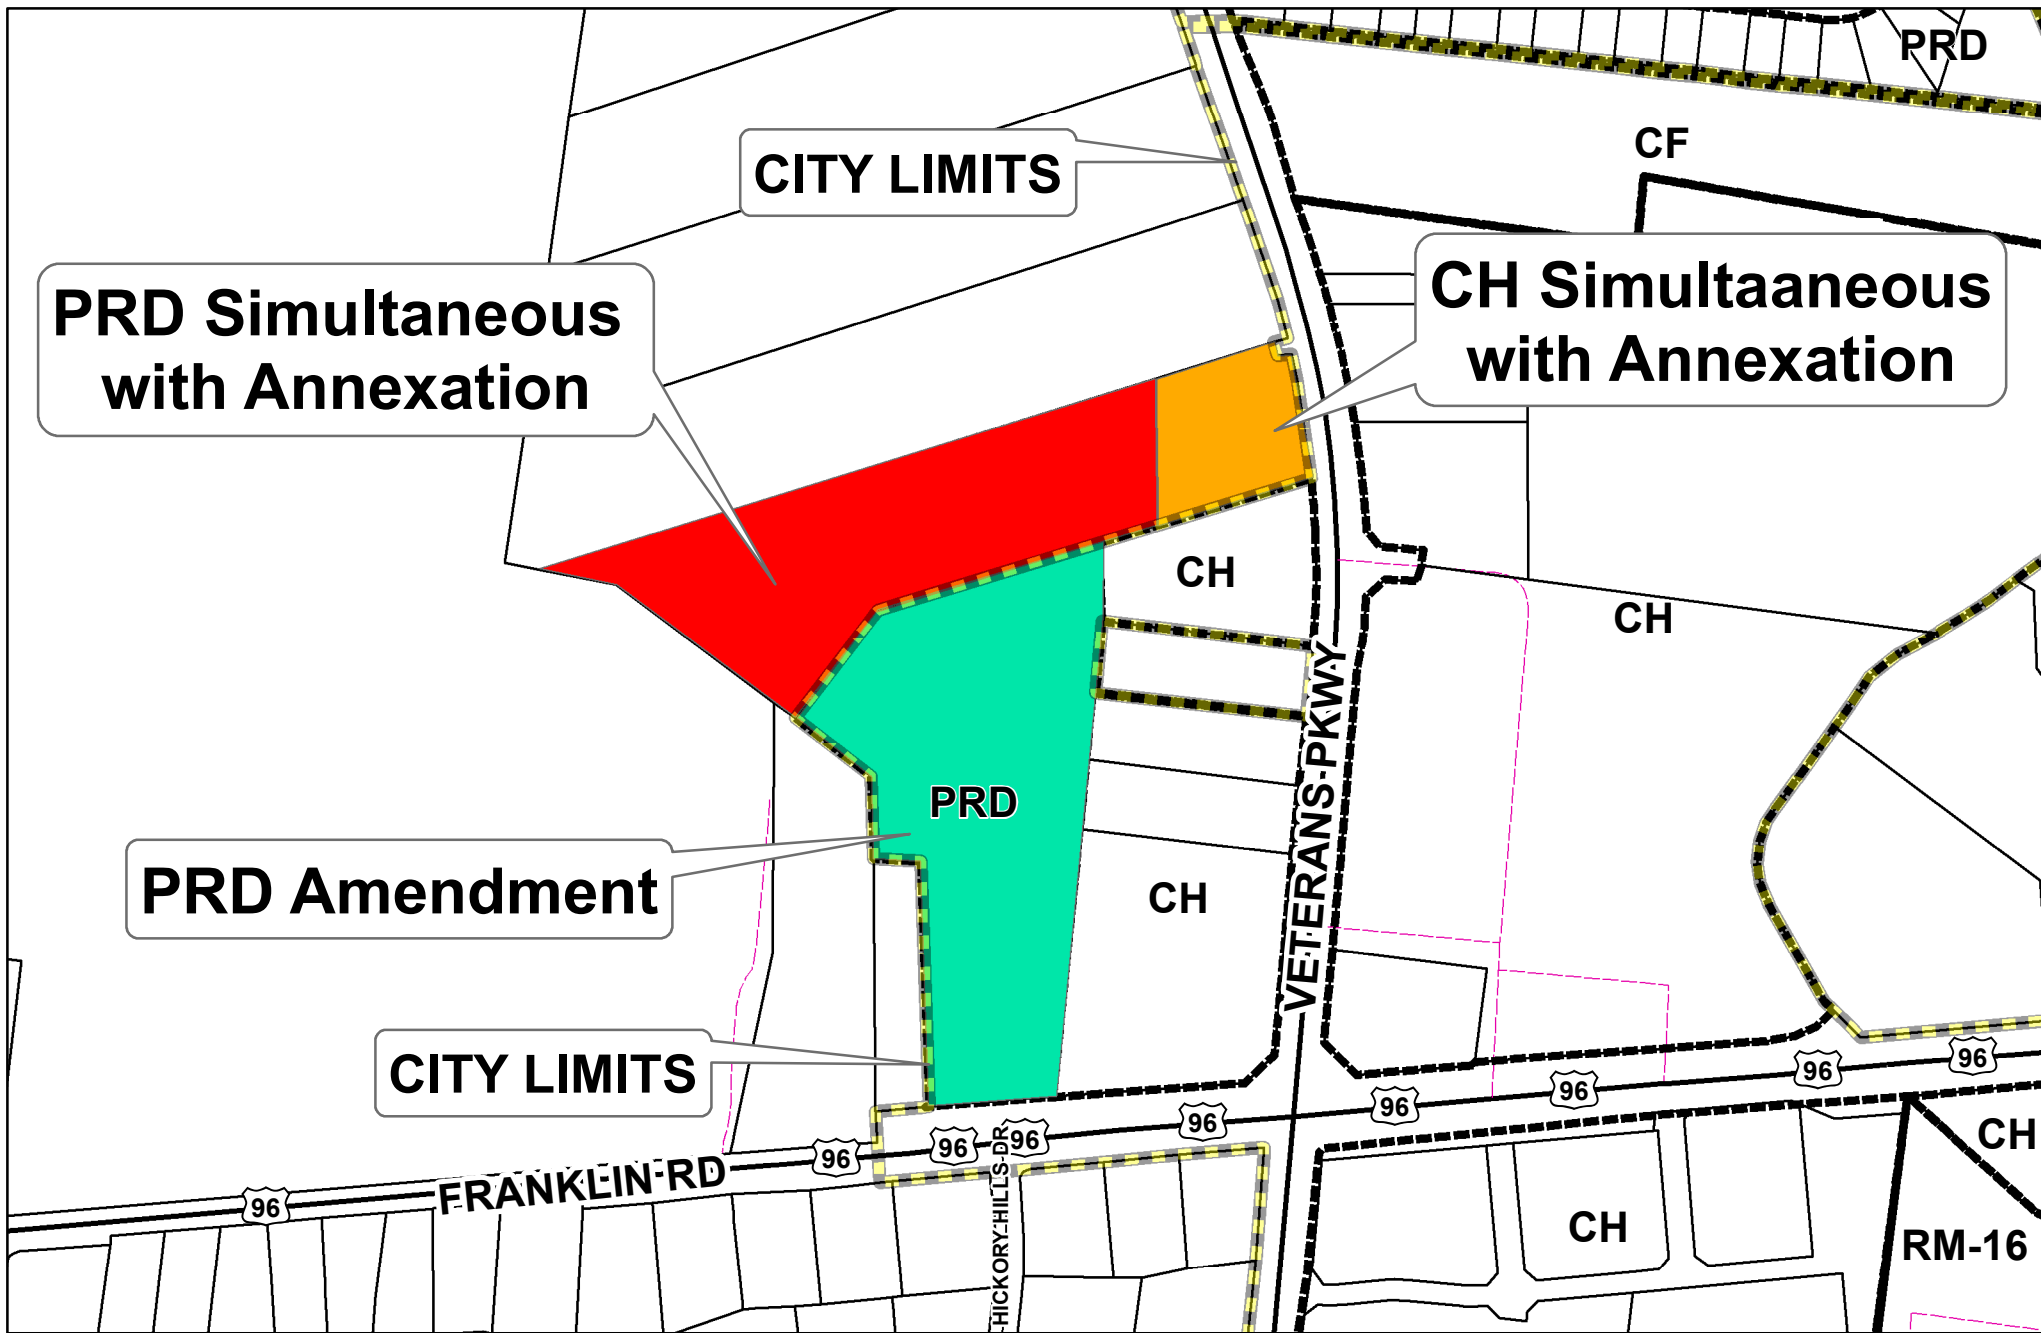 PRD
CF
CITY LIMITS
PRD Simultaneous
with Annexation
CH Simultaaneous
with Annexation
CH
CH
PRD
VETERANS PKWY
PRD Amendment
CH
CITY LIMITS
96
96
96
96
96
96
96
96
96
FRANKLIN RD
HICKORY HILLS DR
CH
CH
RM-16